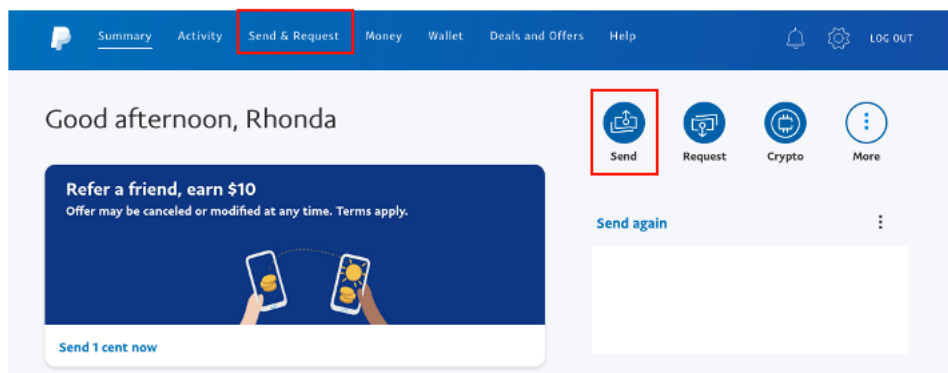 Summary Activity Send & Request Money Wallet Deals and Offers Help LOG OUT
Good afternoon, Rhonda
Send Request Crypto More
Refer a friend, earn $10
Offer may be canceled or modified at any time. Terms apply.
Send again
Send 1 cent now